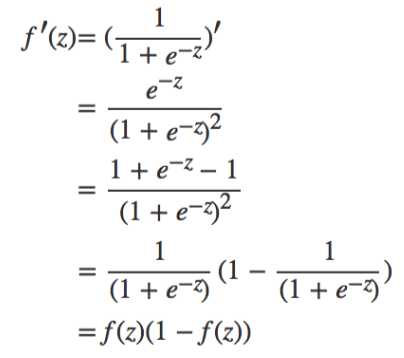 f′(z)= (1/(1 + e^{−z}))′
= e^{−z}/(1 + e^{−z})^2
= (1 + e^{−z} − 1)/(1 + e^{−z})^2
= 1/(1 + e^{−z}) (1 − 1/(1 + e^{−z}))
=f(z)(1 − f(z))